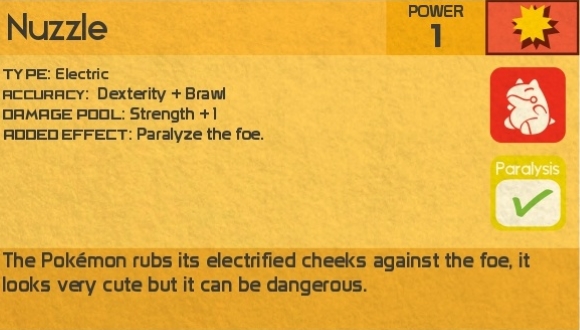 Nuzzle
POWER
1
TYPE: Electric
ACCURACY: Dexterity + Brawl
DAMAGE POOL: Strength +1
ADDED EFFECT: Paralyze the foe.
Paralysis
The Pokémon rubs its electrified cheeks against the foe, it
looks very cute but it can be dangerous.